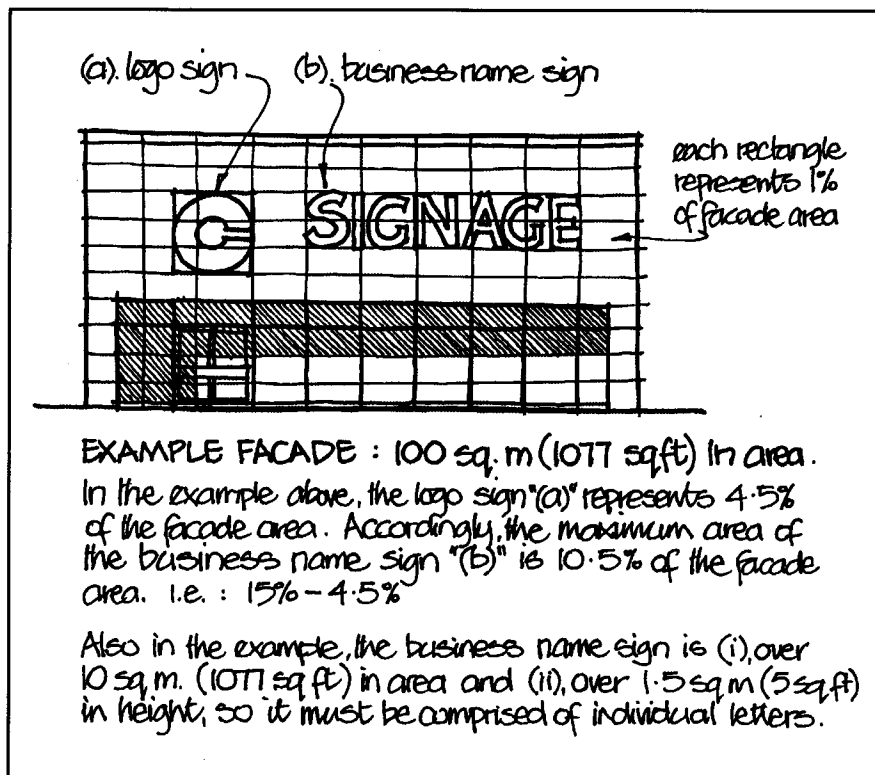 (a). logo sign
(b). business name sign
each rectangle
represents 1%
of facade area
C SIGNAGE
EXAMPLE FACADE : 100 sq. m (1077 sq ft) in area.
In the example above, the logo sign "(a)" represents 4.5%
of the facade area. Accordingly, the maximum area of
the business name sign "(b)" is 10.5% of the facade
area. i.e. : 15% - 4.5%
Also in the example, the business name sign is (i), over
10 sq. m. (1077 sq ft) in area and (ii), over 1.5 sq m (5 sq ft)
in height, so it must be comprised of individual letters.